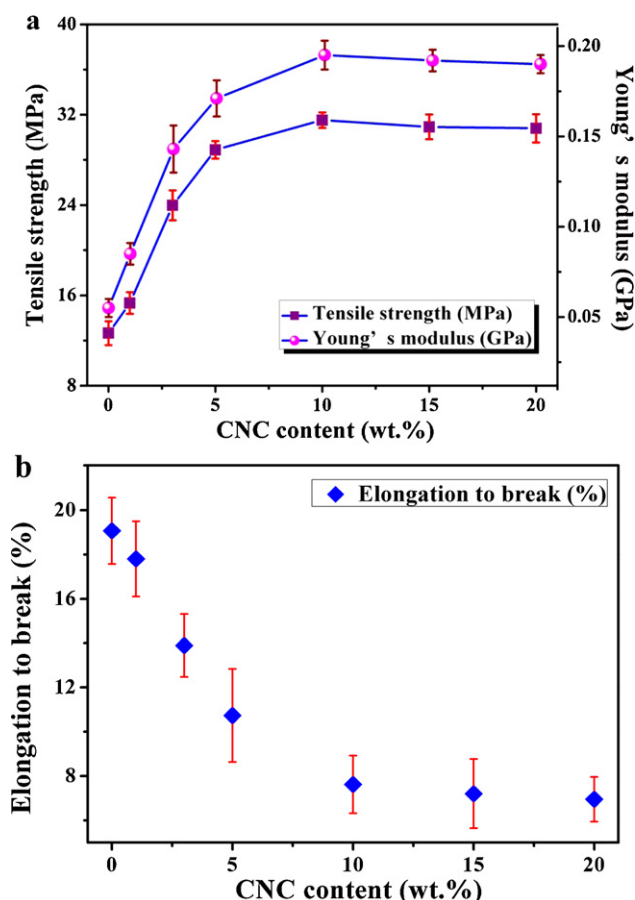 a
40
32
24
16
8
Tensile strength (MPa)
0.20
0.15
0.10
0.05
Young’ s modulus (GPa)
Tensile strength (MPa)
Young’ s modulus (GPa)
0 5 10 15 20
CNC content (wt.%)
b
20
16
12
8
Elongation to break (%)
Elongation to break (%)
0 5 10 15 20
CNC content (wt.%)